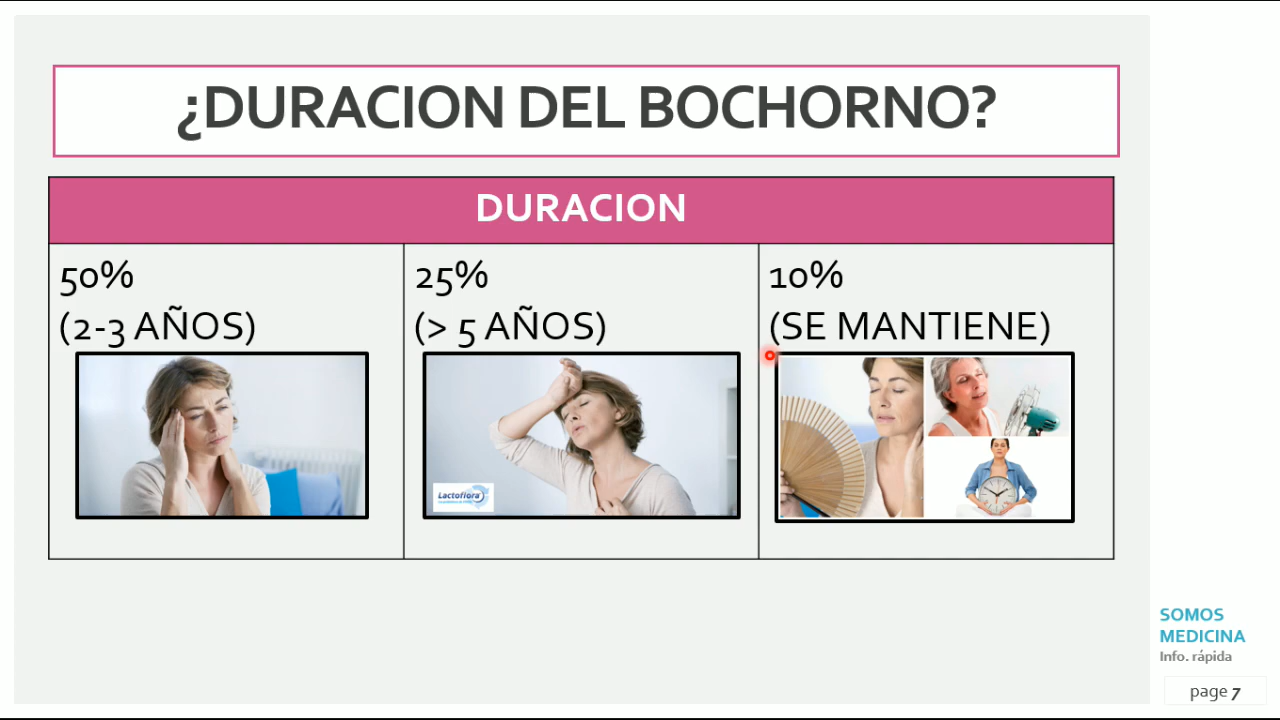 ¿DURACION DEL BOCHORNO?
DURACION
50%
(2-3 AÑOS)
25%
(> 5 AÑOS)
10%
(SE MANTIENE)
Lactoflora
SOMOS
MEDICINA
Info. rápida
page 7